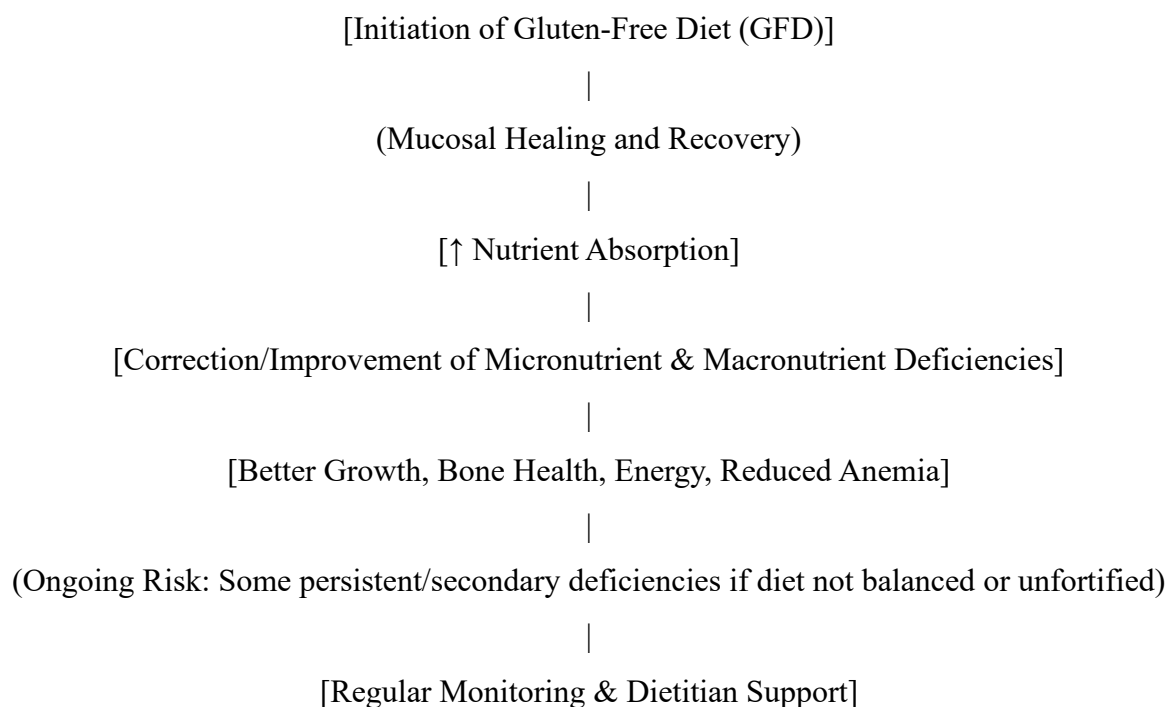 [Initiation of Gluten-Free Diet (GFD)]
|
(Mucosal Healing and Recovery)
|
[↑ Nutrient Absorption]
|
[Correction/Improvement of Micronutrient & Macronutrient Deficiencies]
|
[Better Growth, Bone Health, Energy, Reduced Anemia]
|
(Ongoing Risk: Some persistent/secondary deficiencies if diet not balanced or unfortified)
|
[Regular Monitoring & Dietitian Support]